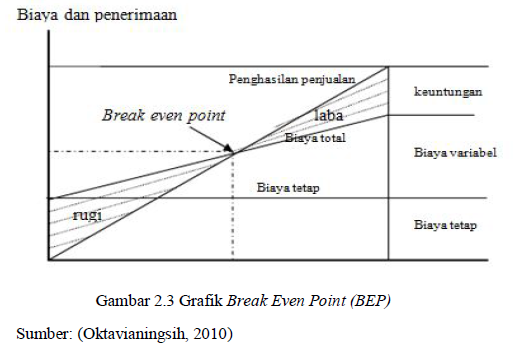 Biaya dan penerimaan
Penghasilan penjualan
keuntungan
Break even point
laba
Biaya total
Biaya variabel
Biaya tetap
rugi
Biaya tetap
Gambar 2.3 Grafik Break Even Point (BEP)
Sumber: (Oktavianingsih, 2010)